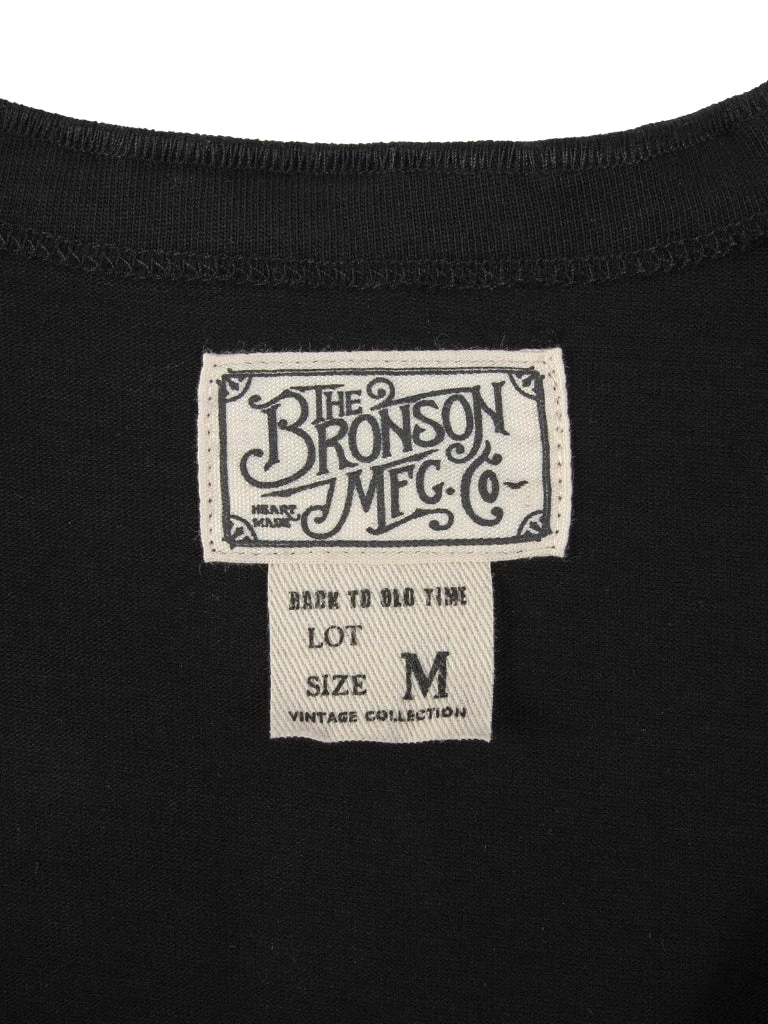 THE
BRONSON
MFG. Co~
HEART
MADE
BACK TO OLD TIME
LOT
SIZE M
VINTAGE COLLECTION